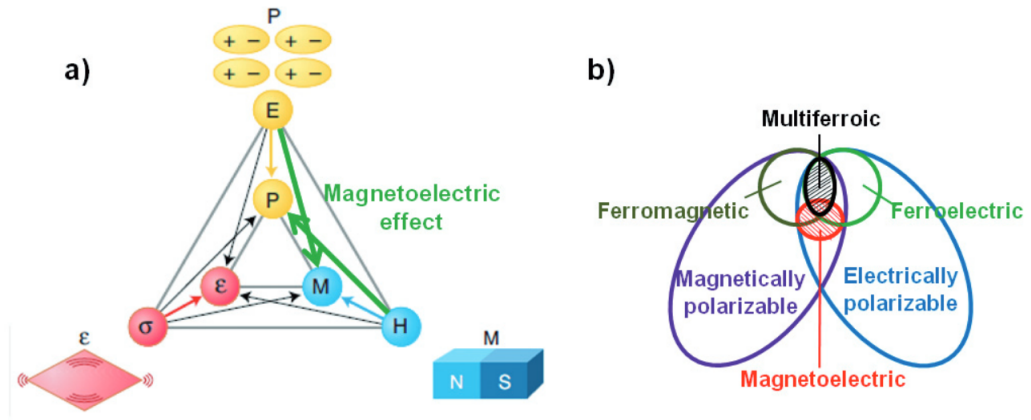 a)
P
+ − + −
+ − + −
E
P
Magnetoelectric
effect
ε M
σ H
ε
M
N S
b)
Multiferroic
Ferromagnetic
Ferroelectric
Magnetically
polarizable
Electrically
polarizable
Magnetoelectric